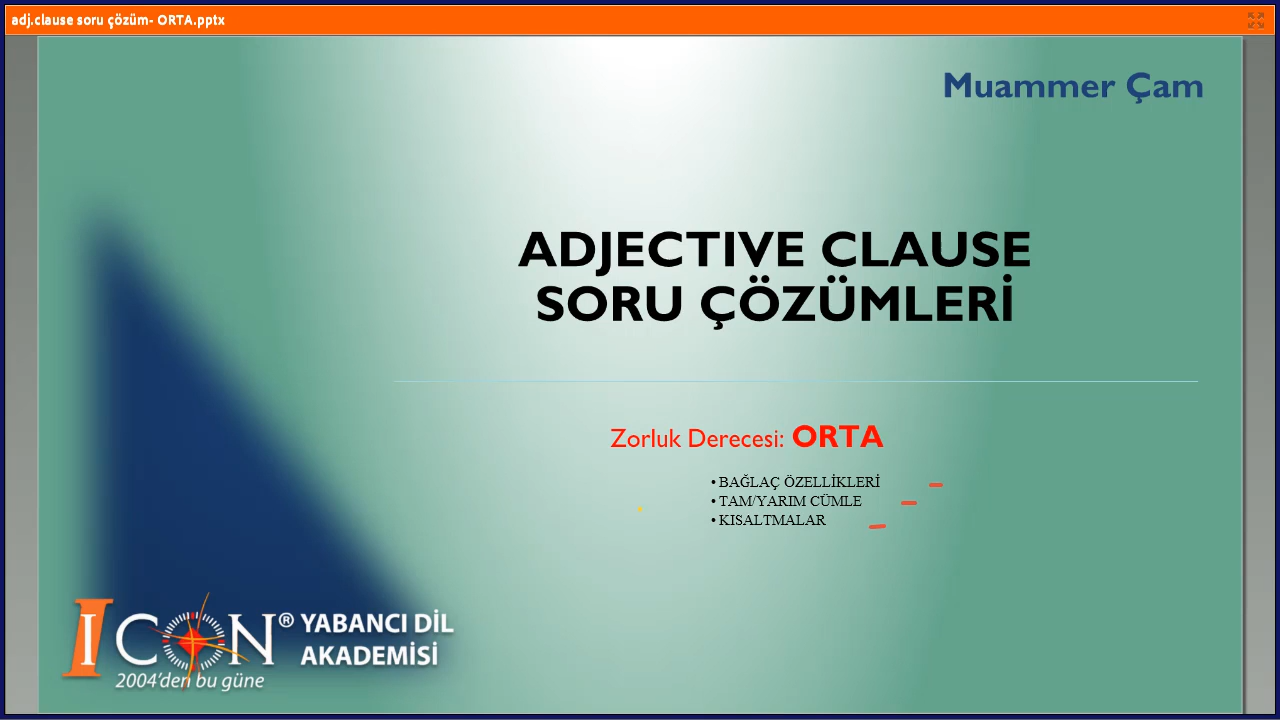 adj.clause soru çözüm- ORTA.pptx
Muammer Çam
ADJECTIVE CLAUSE
SORU ÇÖZÜMLERİ
Zorluk Derecesi: ORTA
• BAĞLAÇ ÖZELLİKLERİ
• TAM/YARIM CÜMLE
• KISALTMALAR
ICON® YABANCI DİL
AKADEMİSİ
2004'den bu güne